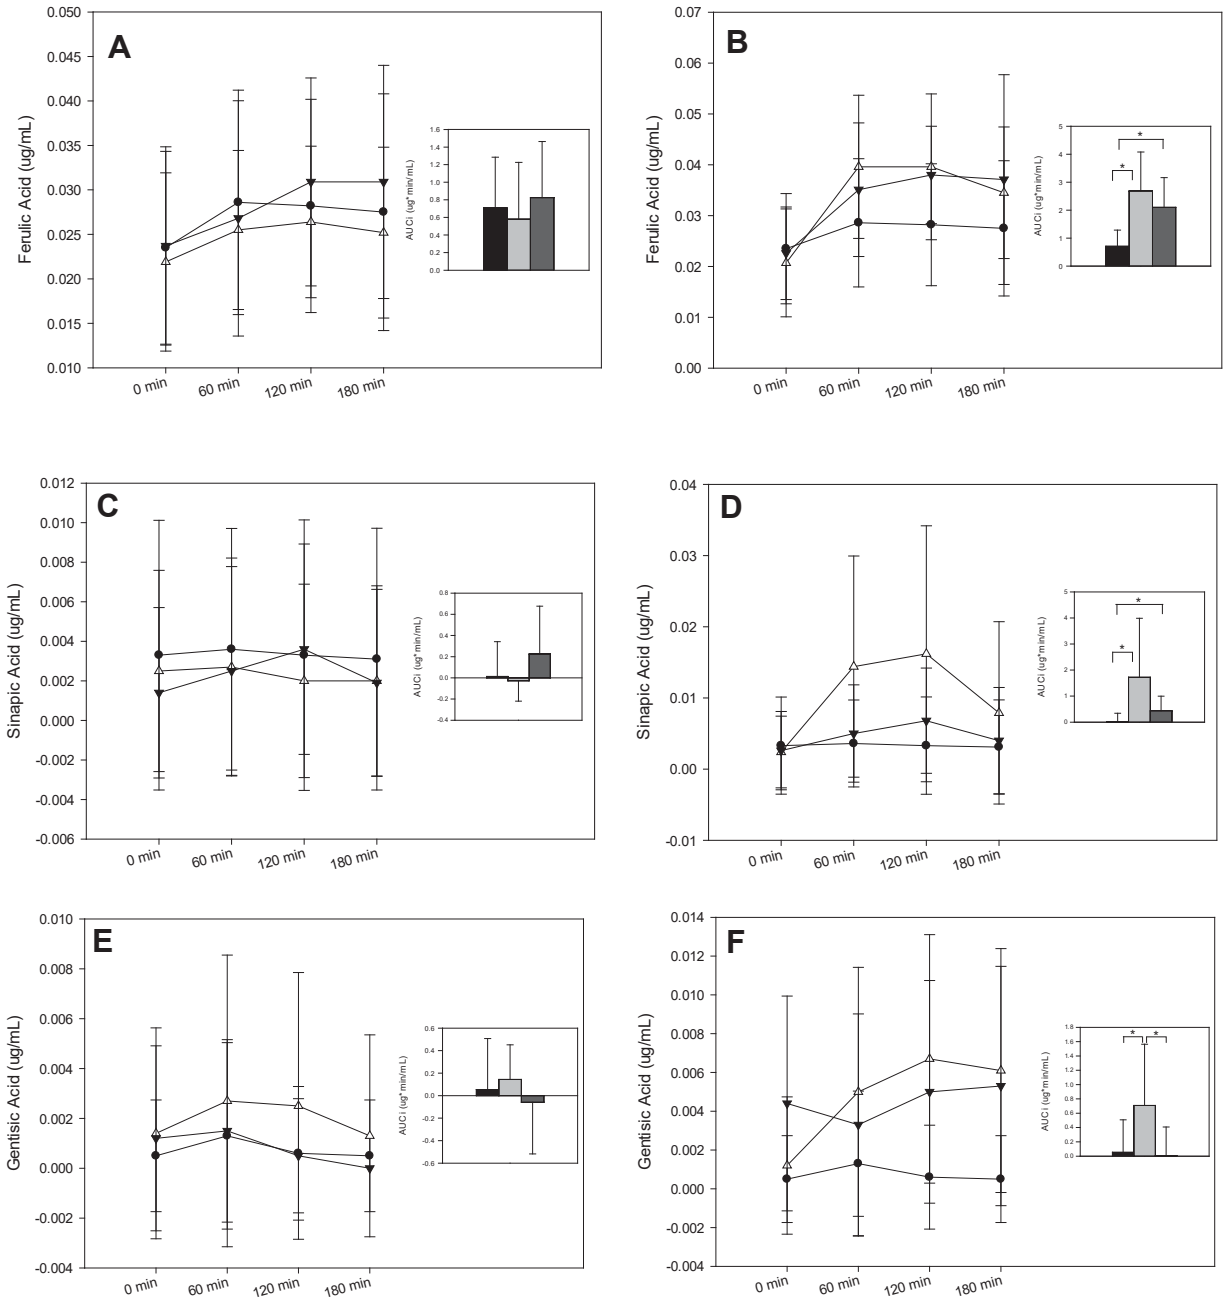 A
Ferulic Acid (ug/mL)
0.050
0.045
0.040
0.035
0.030
0.025
0.020
0.015
0.010
0 min
60 min
120 min
180 min
AUCi (ug*min/mL)
1.6
1.4
1.2
1.0
0.8
0.6
0.4
0.2
0.0
B
Ferulic Acid (ug/mL)
0.07
0.06
0.05
0.04
0.03
0.02
0.01
0.00
0 min
60 min
120 min
180 min
AUCi (ug*min/mL)
5
4
3
2
1
0
*
*
C
Sinapic Acid (ug/mL)
0.012
0.010
0.008
0.006
0.004
0.002
0.000
-0.002
-0.004
-0.006
0 min
60 min
120 min
180 min
AUCi (ug*min/mL)
0.8
0.6
0.4
0.2
0.0
-0.2
-0.4
D
Sinapic Acid (ug/mL)
0.04
0.03
0.02
0.01
0.00
-0.01
0 min
60 min
120 min
180 min
AUCi (ug*min/mL)
5
4
3
2
1
0
*
*
E
Gentisic Acid (ug/mL)
0.010
0.008
0.006
0.004
0.002
0.000
-0.002
-0.004
0 min
60 min
120 min
180 min
AUCi (ug*min/mL)
0.6
0.4
0.2
0.0
-0.2
-0.4
-0.6
F
Gentisic Acid (ug/mL)
0.014
0.012
0.010
0.008
0.006
0.004
0.002
0.000
-0.002
-0.004
0 min
60 min
120 min
180 min
AUCi (ug*min/mL)
1.8
1.6
1.4
1.2
1.0
0.8
0.6
0.4
0.2
0.0
* *